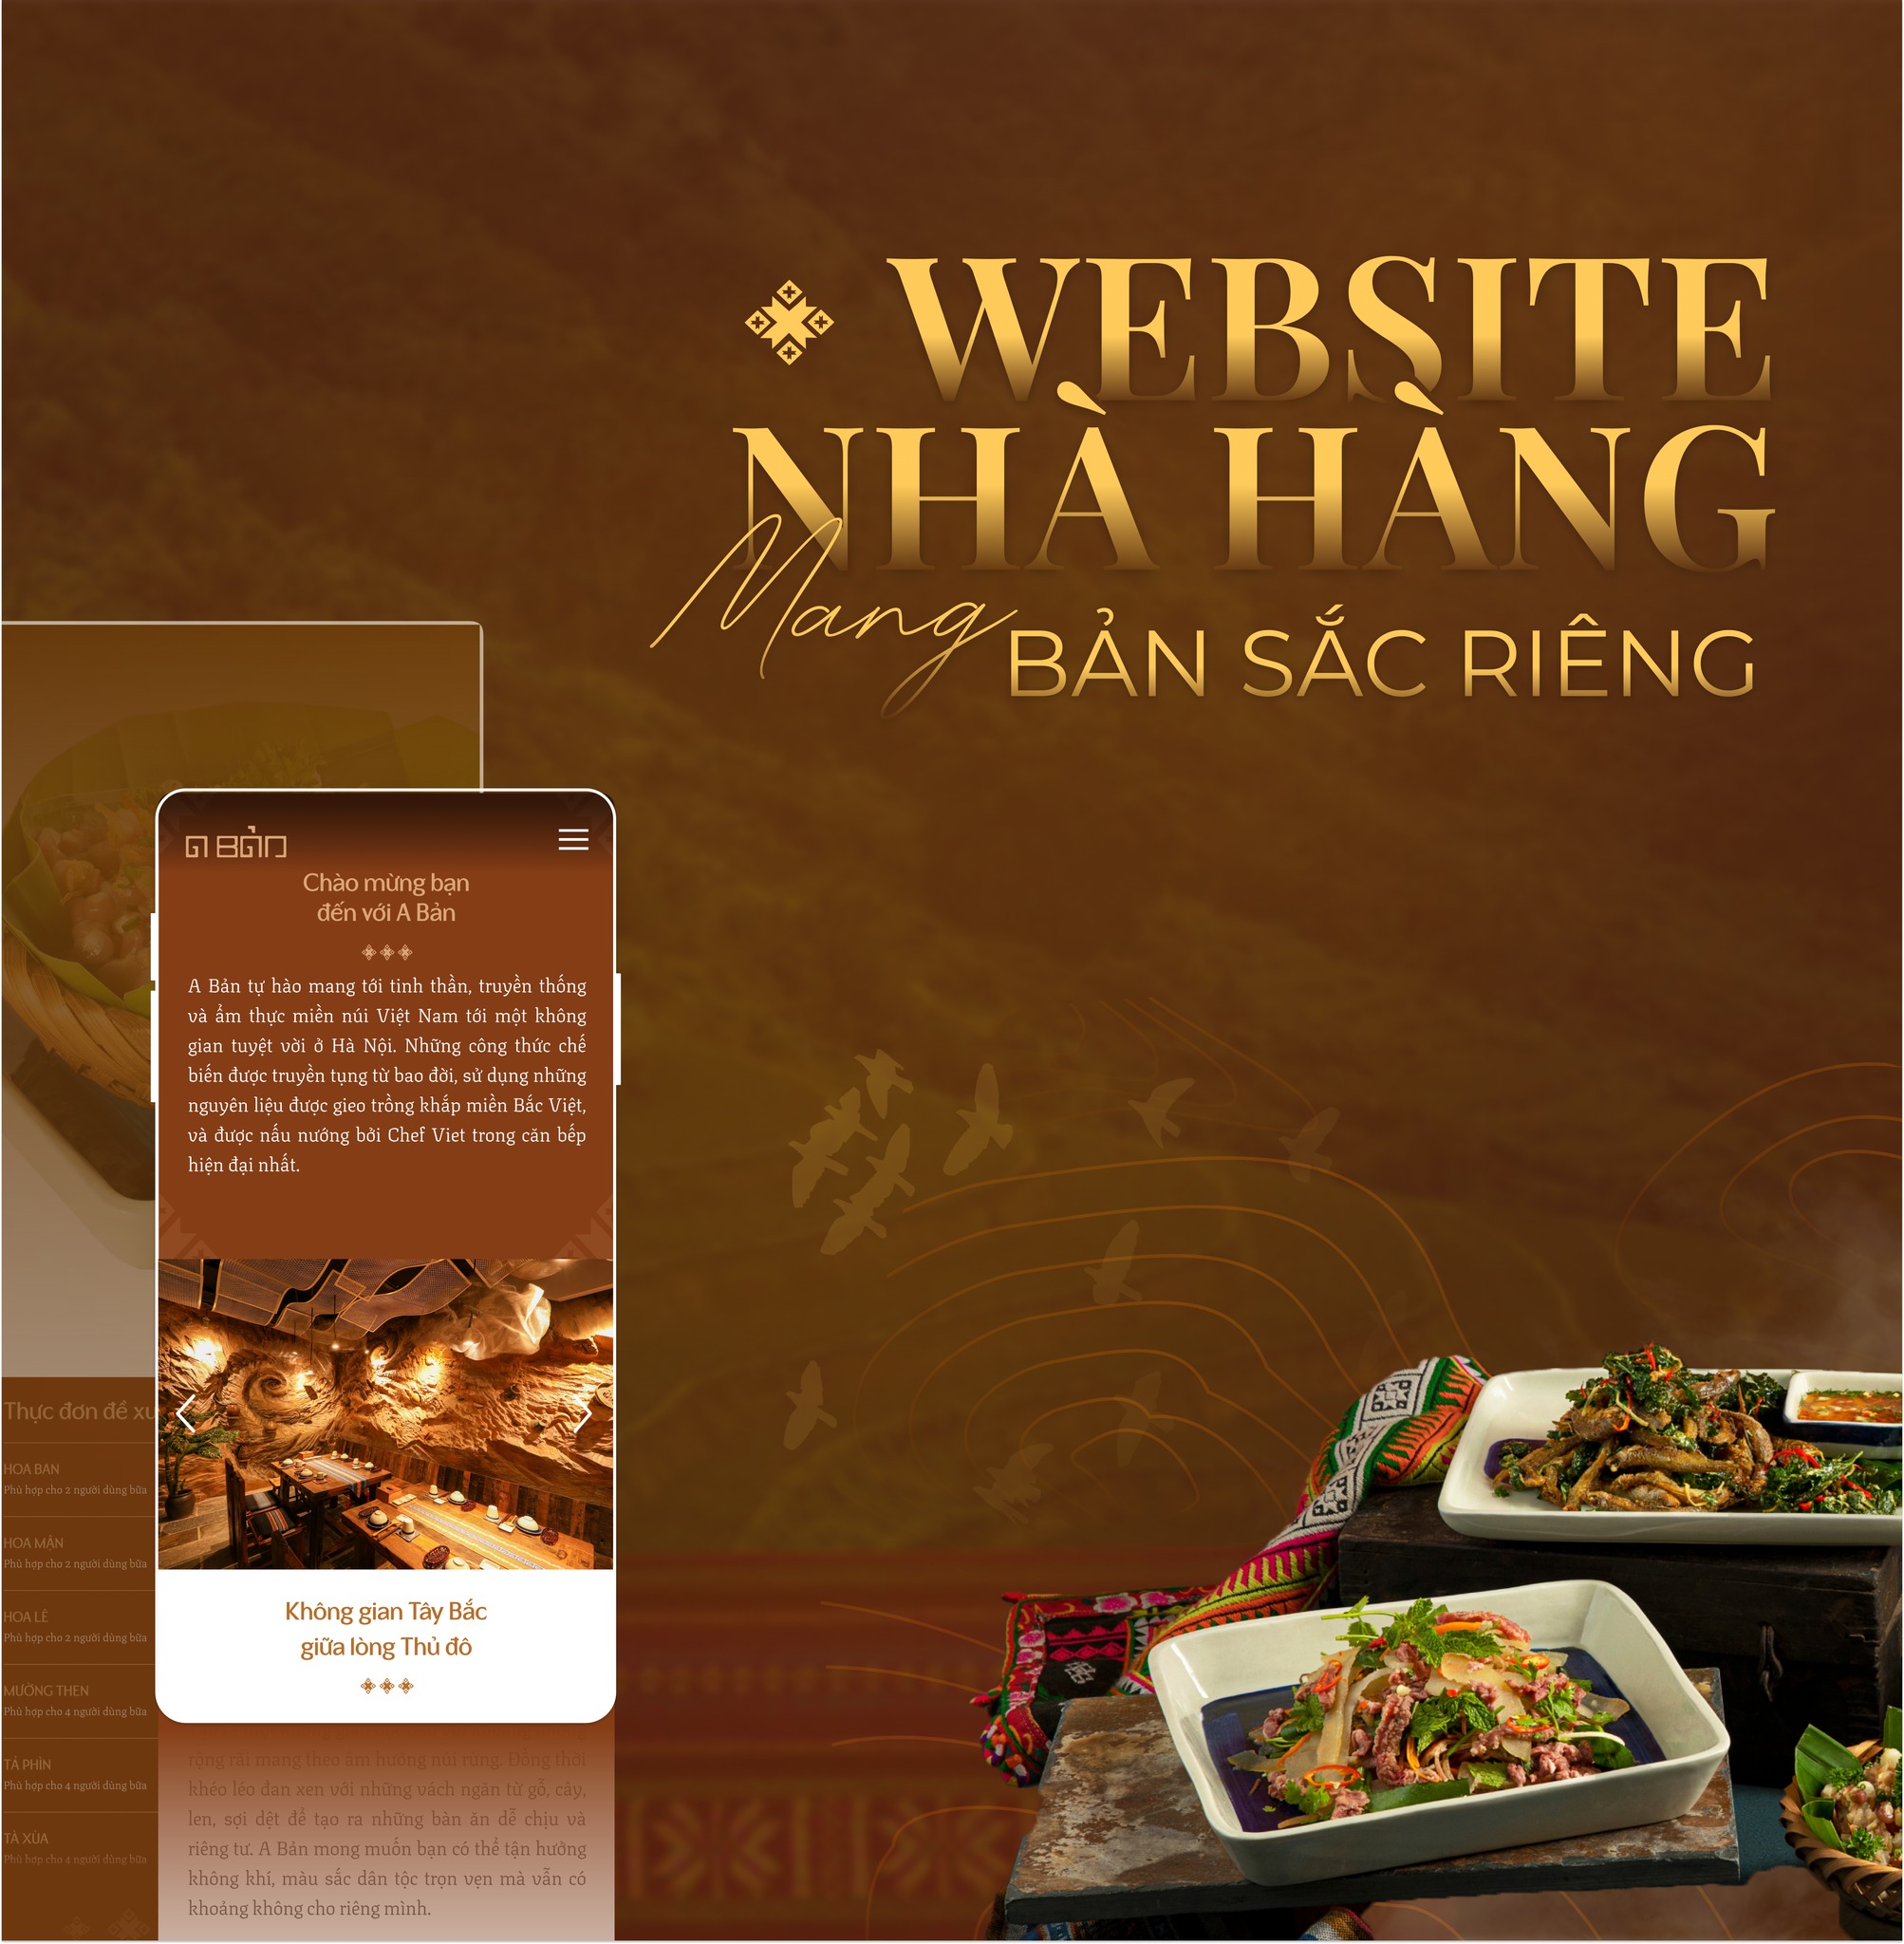 WEBSITE
NHÀ HÀNG
Mang BẢN SẮC RIÊNG
A BẢN
Chào mừng bạn
đến với A Bản
A Bản tự hào mang tới tinh thần, truyền thống
và ẩm thực miền núi Việt Nam tới một không
gian tuyệt vời ở Hà Nội. Những công thức chế
biến được truyền tụng từ bao đời, sử dụng những
nguyên liệu được gieo trồng khắp miền Bắc Việt,
và được nấu nướng bởi Chef Viet trong căn bếp
hiện đại nhất.
Không gian Tây Bắc
giữa lòng Thủ đô
rộng rãi mang theo âm hưởng núi rừng. Đồng thời
khéo léo đan xen với những vách ngăn từ gỗ, cây,
len, sợi dệt để tạo ra những bàn ăn dễ chịu và
riêng tư. A Bản mong muốn bạn có thể tận hưởng
không khí, màu sắc dân tộc trọn vẹn mà vẫn có
khoảng không cho riêng mình.
Thực đơn đề xu
HOA BAN
Phù hợp cho 2 người dùng bữa
HOA MẬN
Phù hợp cho 2 người dùng bữa
HOA LÊ
Phù hợp cho 2 người dùng bữa
MƯỜNG THEN
Phù hợp cho 4 người dùng bữa
TẢ PHÌN
Phù hợp cho 4 người dùng bữa
TÀ XÙA
Phù hợp cho 4 người dùng bữa